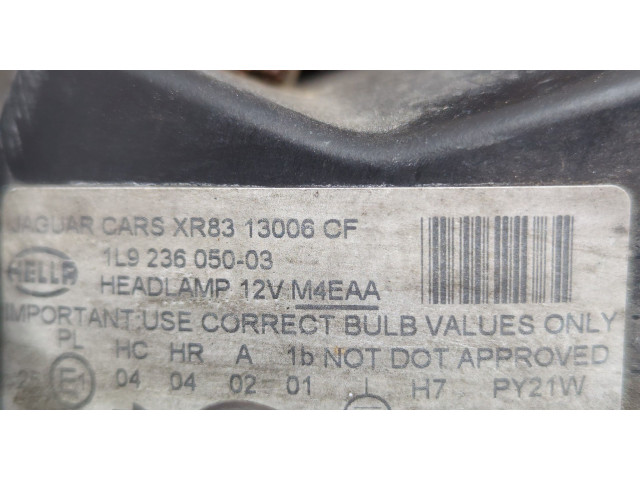 JAGUAR CARS XR83 13006 CF
HELLA 1L9 236 050-03
HEADLAMP 12V M4EAA
IMPORTANT USE CORRECT BULB VALUES ONLY
PL HC HR A 1b NOT DOT APPROVED
25 E1 04 04 02 01 H7 PY21W